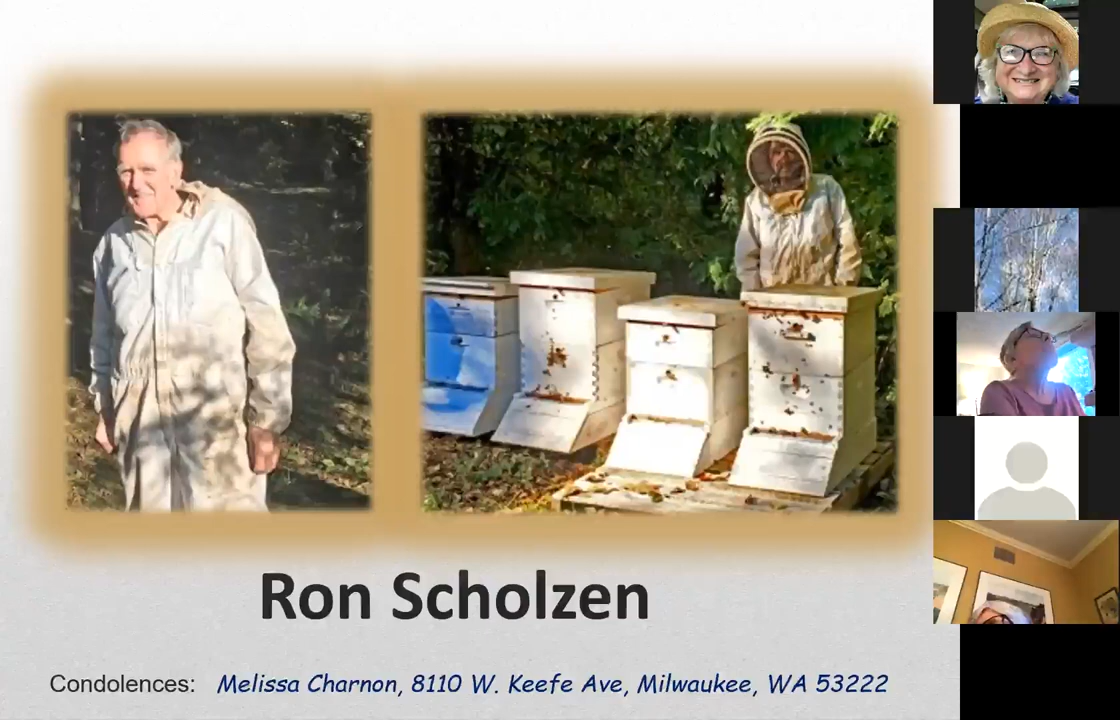 Ron Scholzen
Condolences: Melissa Charnon, 8110 W. Keefe Ave, Milwaukee, WA 53222